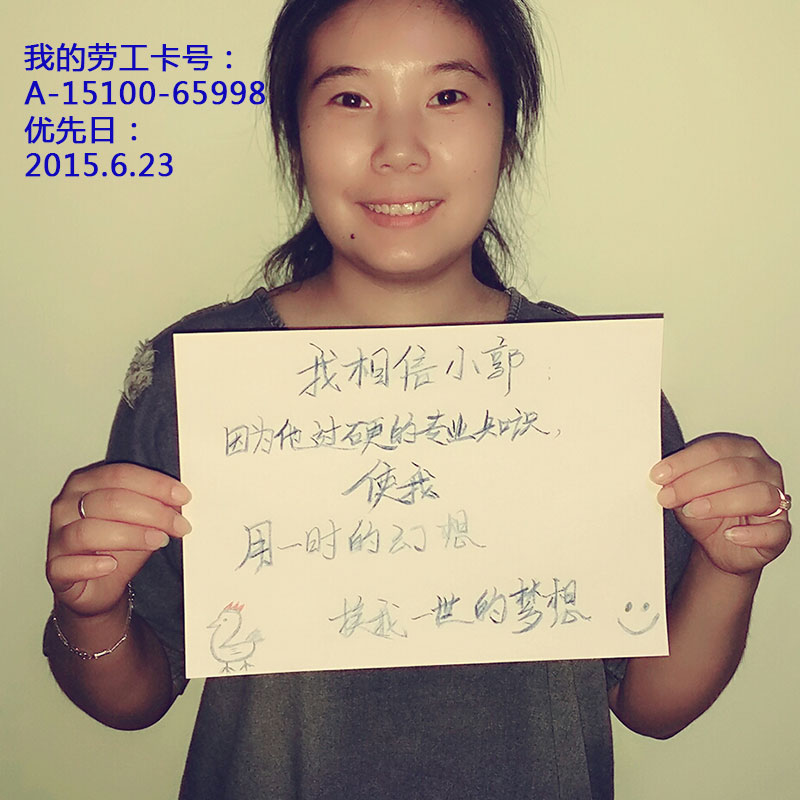 我的劳工卡号：
A-15100-65998
优先日：
2015.6.23
我相信小郭：
因为他过硬的专业知识，
使我
用一时的幻想
换我一世的梦想